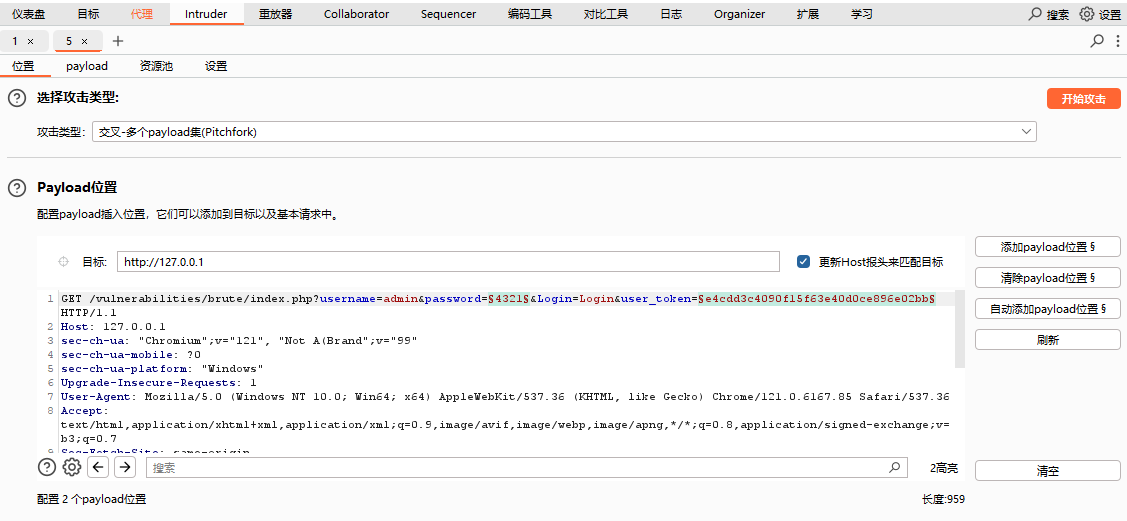 仪表盘 目标 代理 Intruder 重放器 Collaborator Sequencer 编码工具 对比工具 日志 Organizer 扩展 学习 搜索 设置
1 × 5 × +
位置 payload 资源池 设置
选择攻击类型: 开始攻击
攻击类型: 交叉-多个payload集(Pitchfork)
Payload位置
配置payload插入位置，它们可以添加到目标以及基本请求中。
添加payload位置 §
目标: http://127.0.0.1 更新Host报头来匹配目标
清除payload位置 §
1 GET /vulnerabilities/brute/index.php?username=admin&password=§4321§&Login=Login&user_token=§e4cdd3c4090f15f63e40d0ce896e02bb§
自动添加payload位置 §
HTTP/1.1
2 Host: 127.0.0.1
刷新
3 sec-ch-ua: "Chromium";v="121", "Not A(Brand";v="99"
4 sec-ch-ua-mobile: ?0
5 sec-ch-ua-platform: "Windows"
6 Upgrade-Insecure-Requests: 1
7 User-Agent: Mozilla/5.0 (Windows NT 10.0; Win64; x64) AppleWebKit/537.36 (KHTML, like Gecko) Chrome/121.0.6167.85 Safari/537.36
8 Accept:
text/html,application/xhtml+xml,application/xml;q=0.9,image/avif,image/webp,image/apng,*/*;q=0.8,application/signed-exchange;v=
b3;q=0.7
9 Sec-Fetch-Site: same-origin
搜索 2高亮 清空
配置 2 个payload位置 长度:959